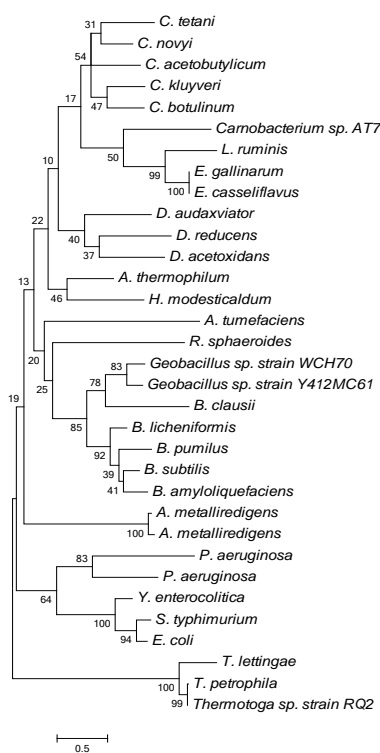 31
C. tetani
C. novyi
54
C. acetobutylicum
C. kluyveri
17
47
C. botulinum
Carnobacterium sp. AT7
50
L. ruminis
10
99
E. gallinarum
100
E. casseliflavus
D. audaxviator
22
40
D. reducens
37
D. acetoxidans
A. thermophilum
13
46
H. modesticaldum
A. tumefaciens
20
R. sphaeroides
83
Geobacillus sp. strain WCH70
25
78
Geobacillus sp. strain Y412MC61
19
B. clausii
85
B. licheniformis
92
B. pumilus
39
B. subtilis
41
B. amyloliquefaciens
A. metalliredigens
100
A. metalliredigens
83
P. aeruginosa
P. aeruginosa
64
Y. enterocolitica
100
S. typhimurium
94
E. coli
T. lettingae
100
T. petrophila
99
Thermotoga sp. strain RQ2
0.5